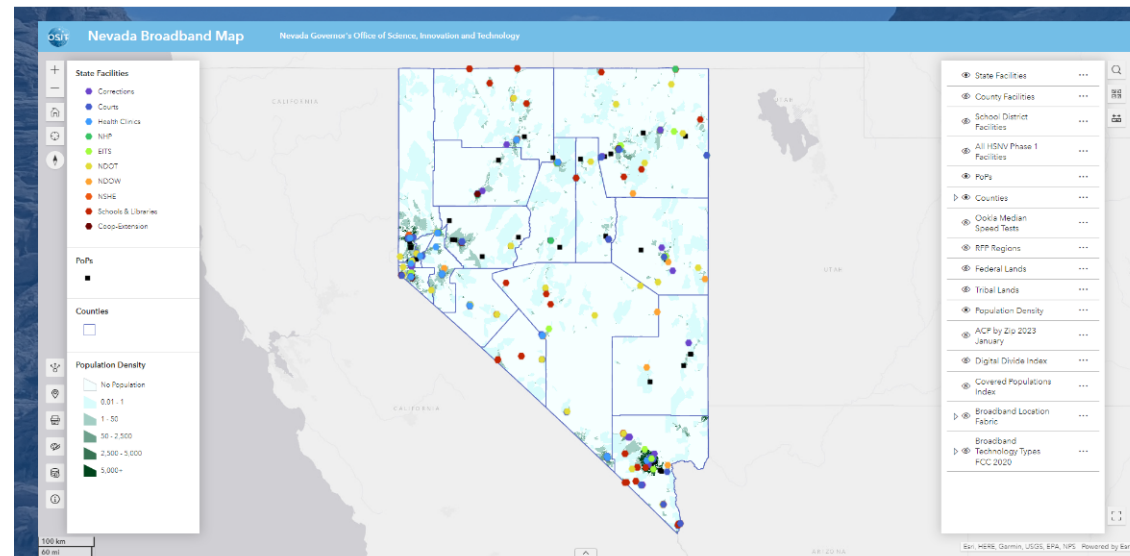 OSIT
Nevada Broadband Map
Nevada Governor's Office of Science, Innovation and Technology
State Facilities
Corrections
Courts
Health Clinics
NHP
EITS
NDOT
NDOW
NSHE
Schools & Libraries
Coop-Extension
PoPs
Counties
Population Density
No Population
0.01 - 1
1 - 50
50 - 2,500
2,500 - 5,000
5,000+
100 km
60 mi
CALIFORNIA
UTAH
UTAH
CALIFORNIA
ARIZONA
State Facilities
County Facilities
School District
Facilities
All HSNV Phase 1
Facilities
PoPs
Counties
Ookla Median
Speed Tests
RFP Regions
Federal Lands
Tribal Lands
Population Density
ACP by Zip 2023
January
Digital Divide Index
Covered Populations
Index
Broadband Location
Fabric
Broadband
Technology Types
FCC 2020
Esri, HERE, Garmin, USGS, EPA, NPS Powered by Esri